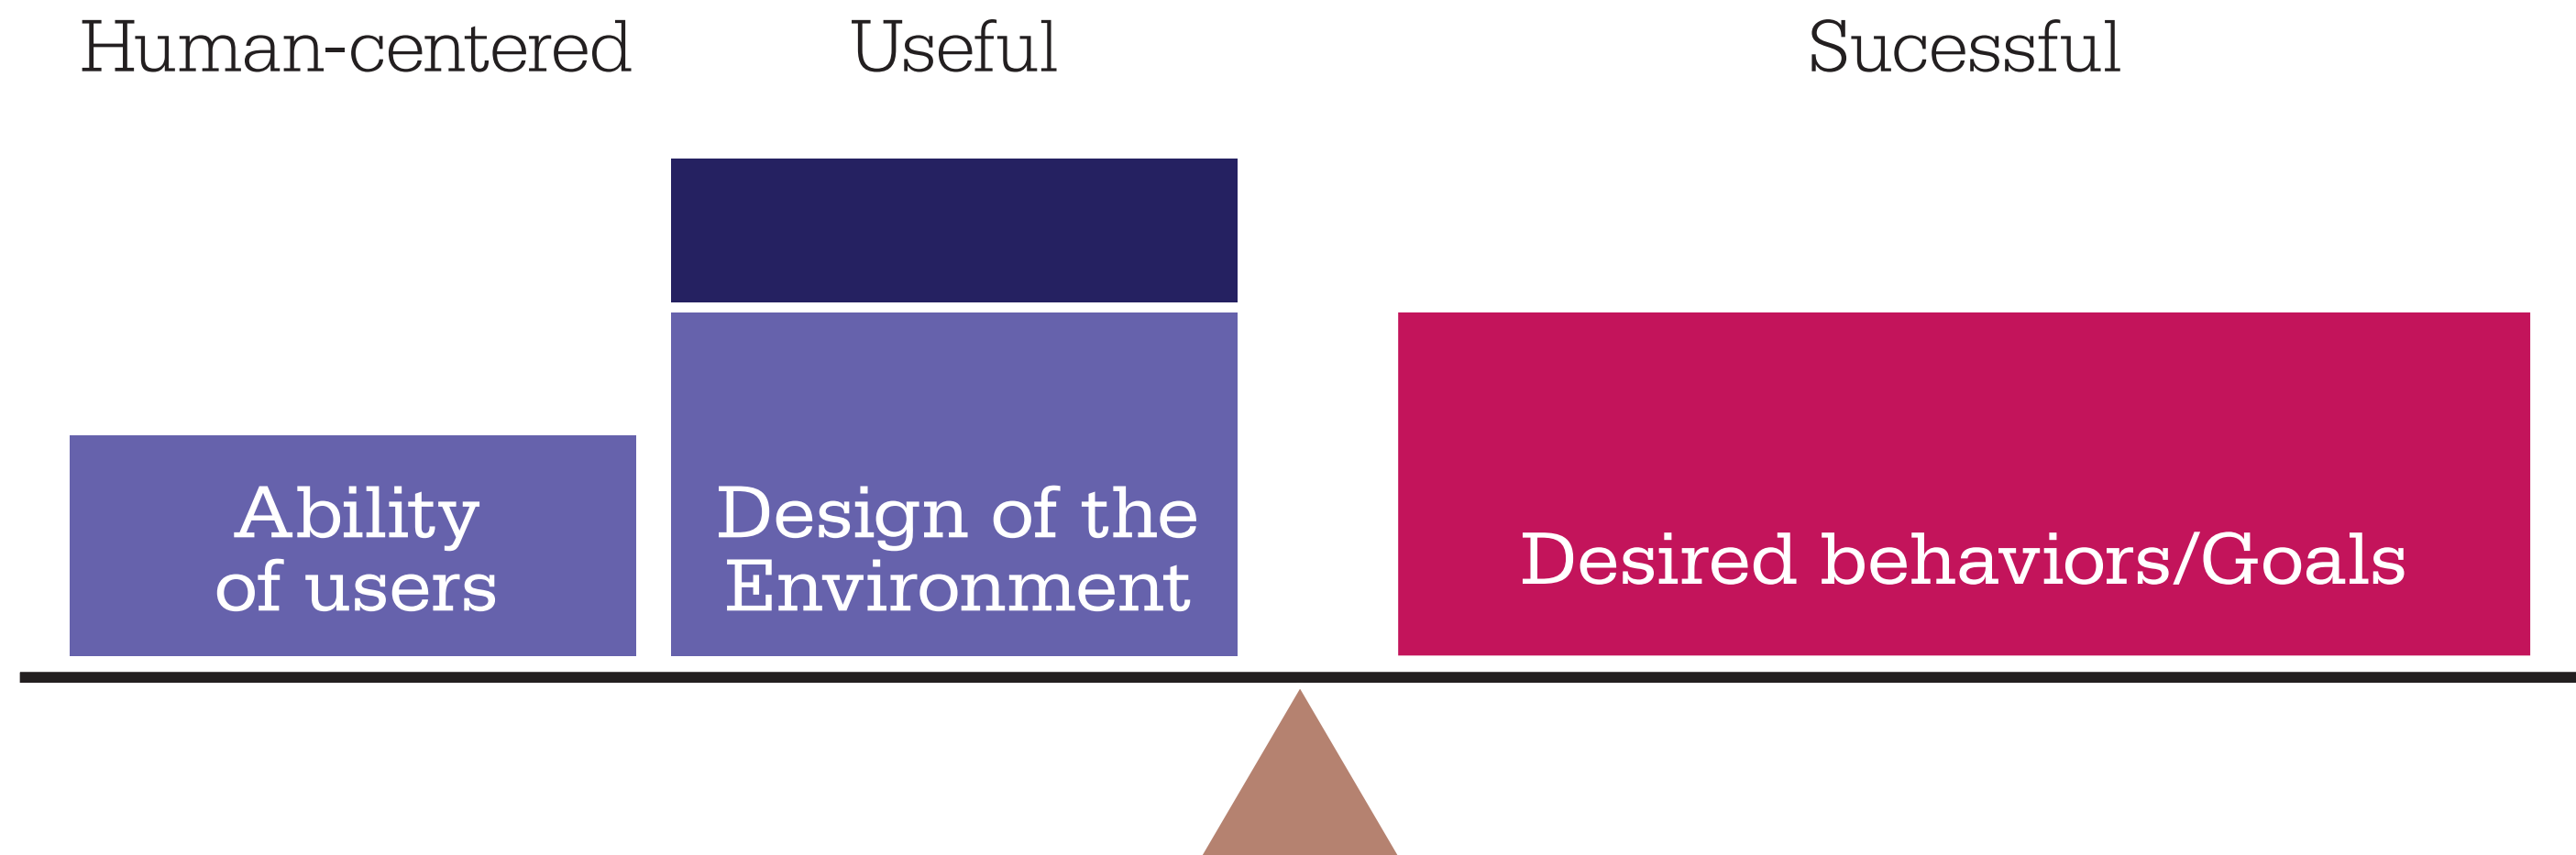 Human-centered
Useful
Sucessful
Ability
of users
Design of the
Environment
Desired behaviors/Goals